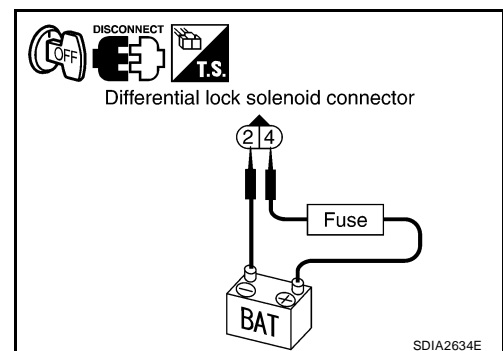 DISCONNECT
OFF
T.S.
Differential lock solenoid connector
2 4
Fuse
− +
BAT
SDIA2634E